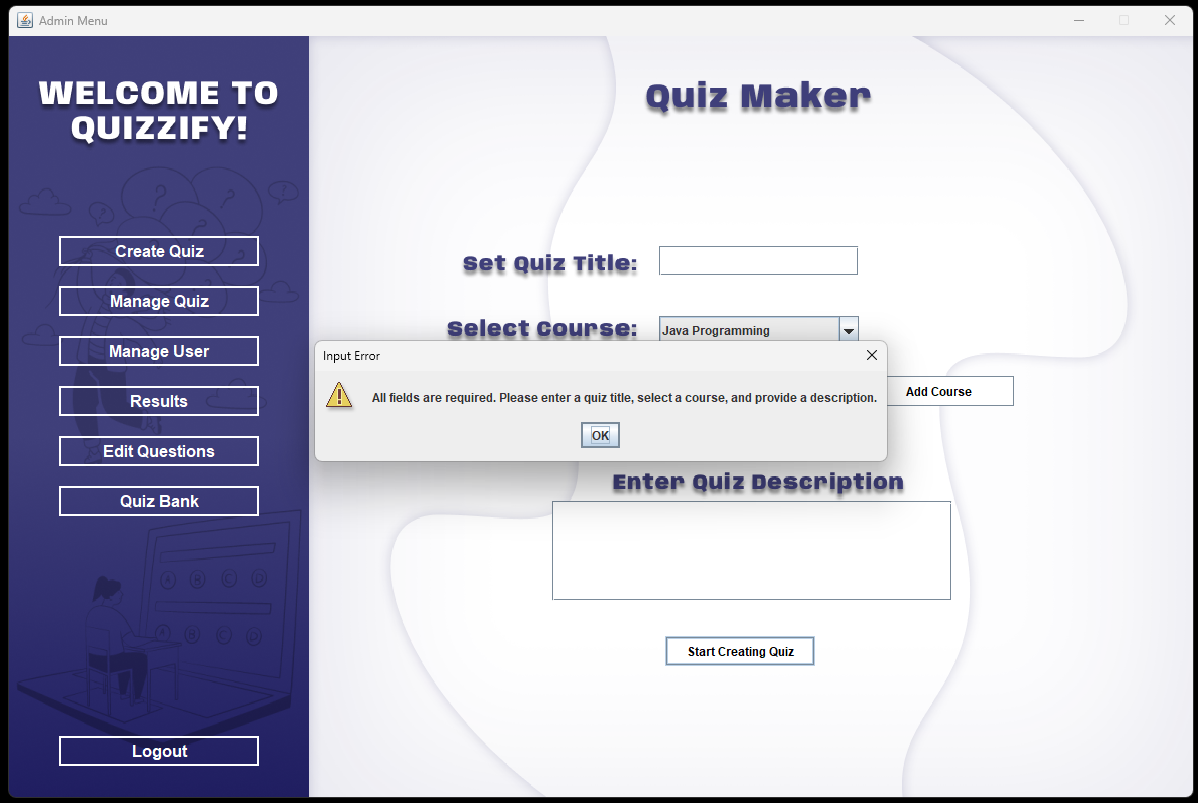 Admin Menu
WELCOME TO
QUIZZIFY!
Create Quiz
Manage Quiz
Manage User
Results
Edit Questions
Quiz Bank
Logout
Quiz Maker
Set Quiz Title:
Select Course:
Java Programming
Add Course
Input Error
All fields are required. Please enter a quiz title, select a course, and provide a description.
OK
Enter Quiz Description
Start Creating Quiz